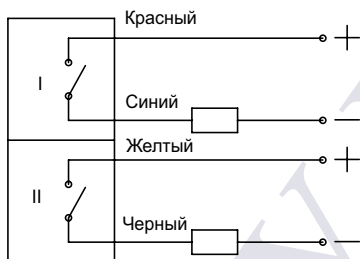 Красный
+
I
Синий
—
Желтый
+
II
Черный
—